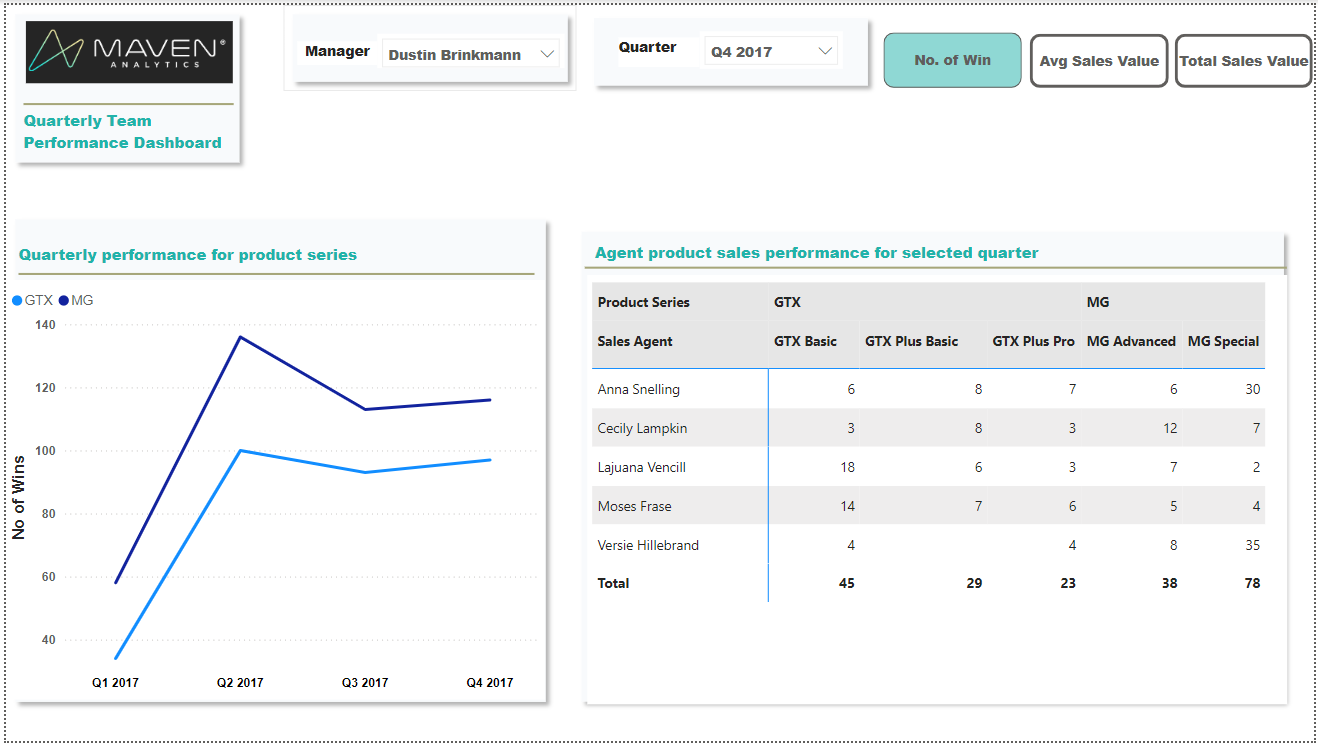 MAVEN®
ANALYTICS
Quarterly Team
Performance Dashboard
Manager
Dustin Brinkmann
Quarter
Q4 2017
No. of Win
Avg Sales Value
Total Sales Value
Quarterly performance for product series
GTX MG
No of Wins
140
120
100
80
60
40
Q1 2017 Q2 2017 Q3 2017 Q4 2017
Agent product sales performance for selected quarter
Product Series GTX MG
Sales Agent GTX Basic GTX Plus Basic GTX Plus Pro MG Advanced MG Special
Anna Snelling 6 8 7 6 30
Cecily Lampkin 3 8 3 12 7
Lajuana Vencill 18 6 3 7 2
Moses Frase 14 7 6 5 4
Versie Hillebrand 4 4 8 35
Total 45 29 23 38 78